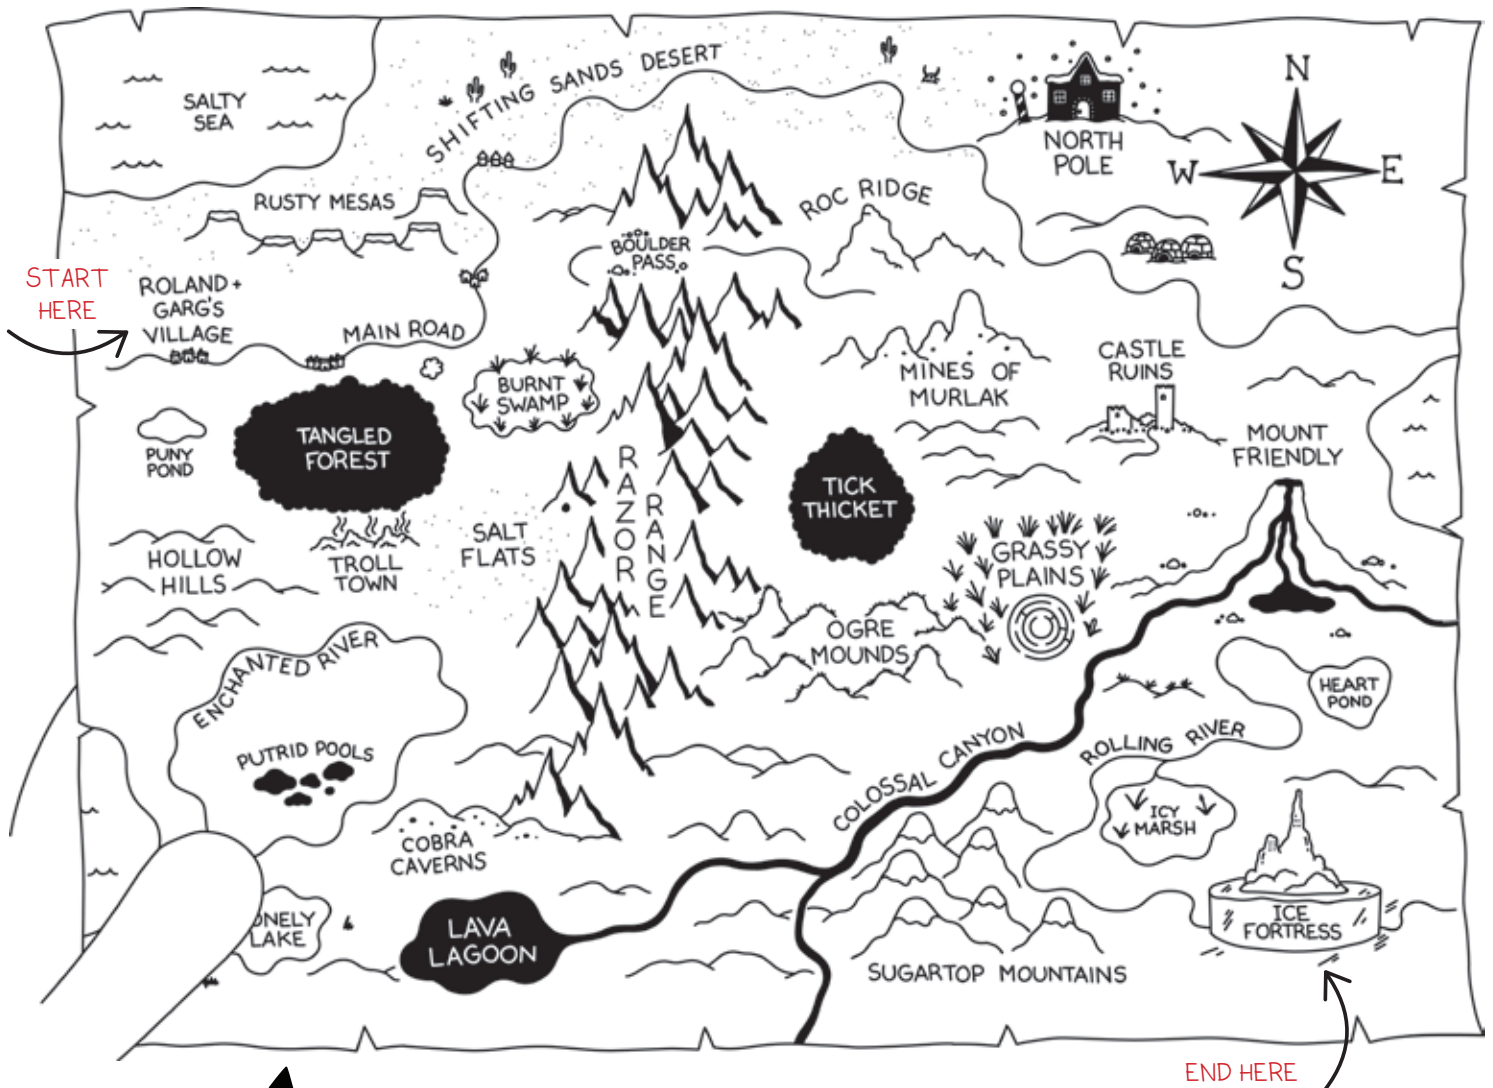 SALTY
SEA
SHIFTING SANDS DESERT
NORTH
POLE
N
W
E
S
RUSTY MESAS
ROC RIDGE
BOULDER
PASS
START
HERE
ROLAND +
GARG'S
VILLAGE
MAIN ROAD
BURNT
SWAMP
MINES OF
MURLAK
CASTLE
RUINS
PUNY
POND
TANGLED
FOREST
MOUNT
FRIENDLY
RAZOR
RANGE
TICK
THICKET
HOLLOW
HILLS
TROLL
TOWN
SALT
FLATS
GRASSY
PLAINS
OGRE
MOUNDS
ENCHANTED RIVER
HEART
POND
PUTRID POOLS
COLOSSAL CANYON
ROLLING RIVER
ICY
MARSH
COBRA
CAVERNS
LAKE
LAVA
LAGOON
ICE
FORTRESS
SUGARTOP MOUNTAINS
END HERE